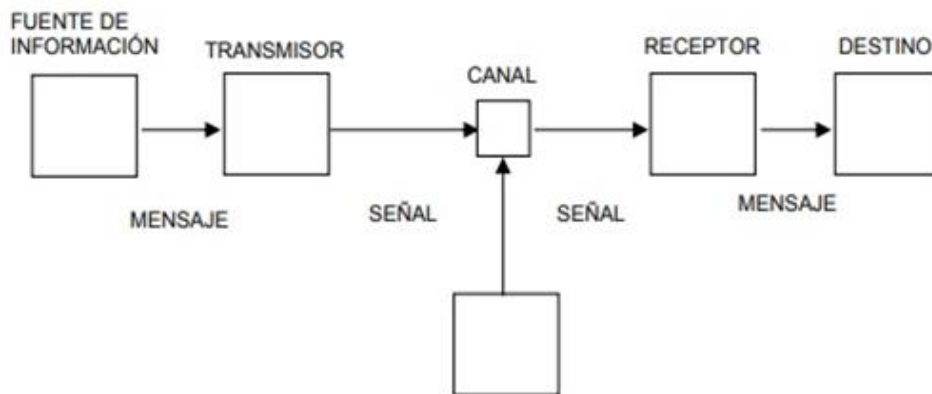 FUENTE DE
INFORMACIÓN
TRANSMISOR
CANAL
RECEPTOR
DESTINO
MENSAJE
SEÑAL
SEÑAL
MENSAJE